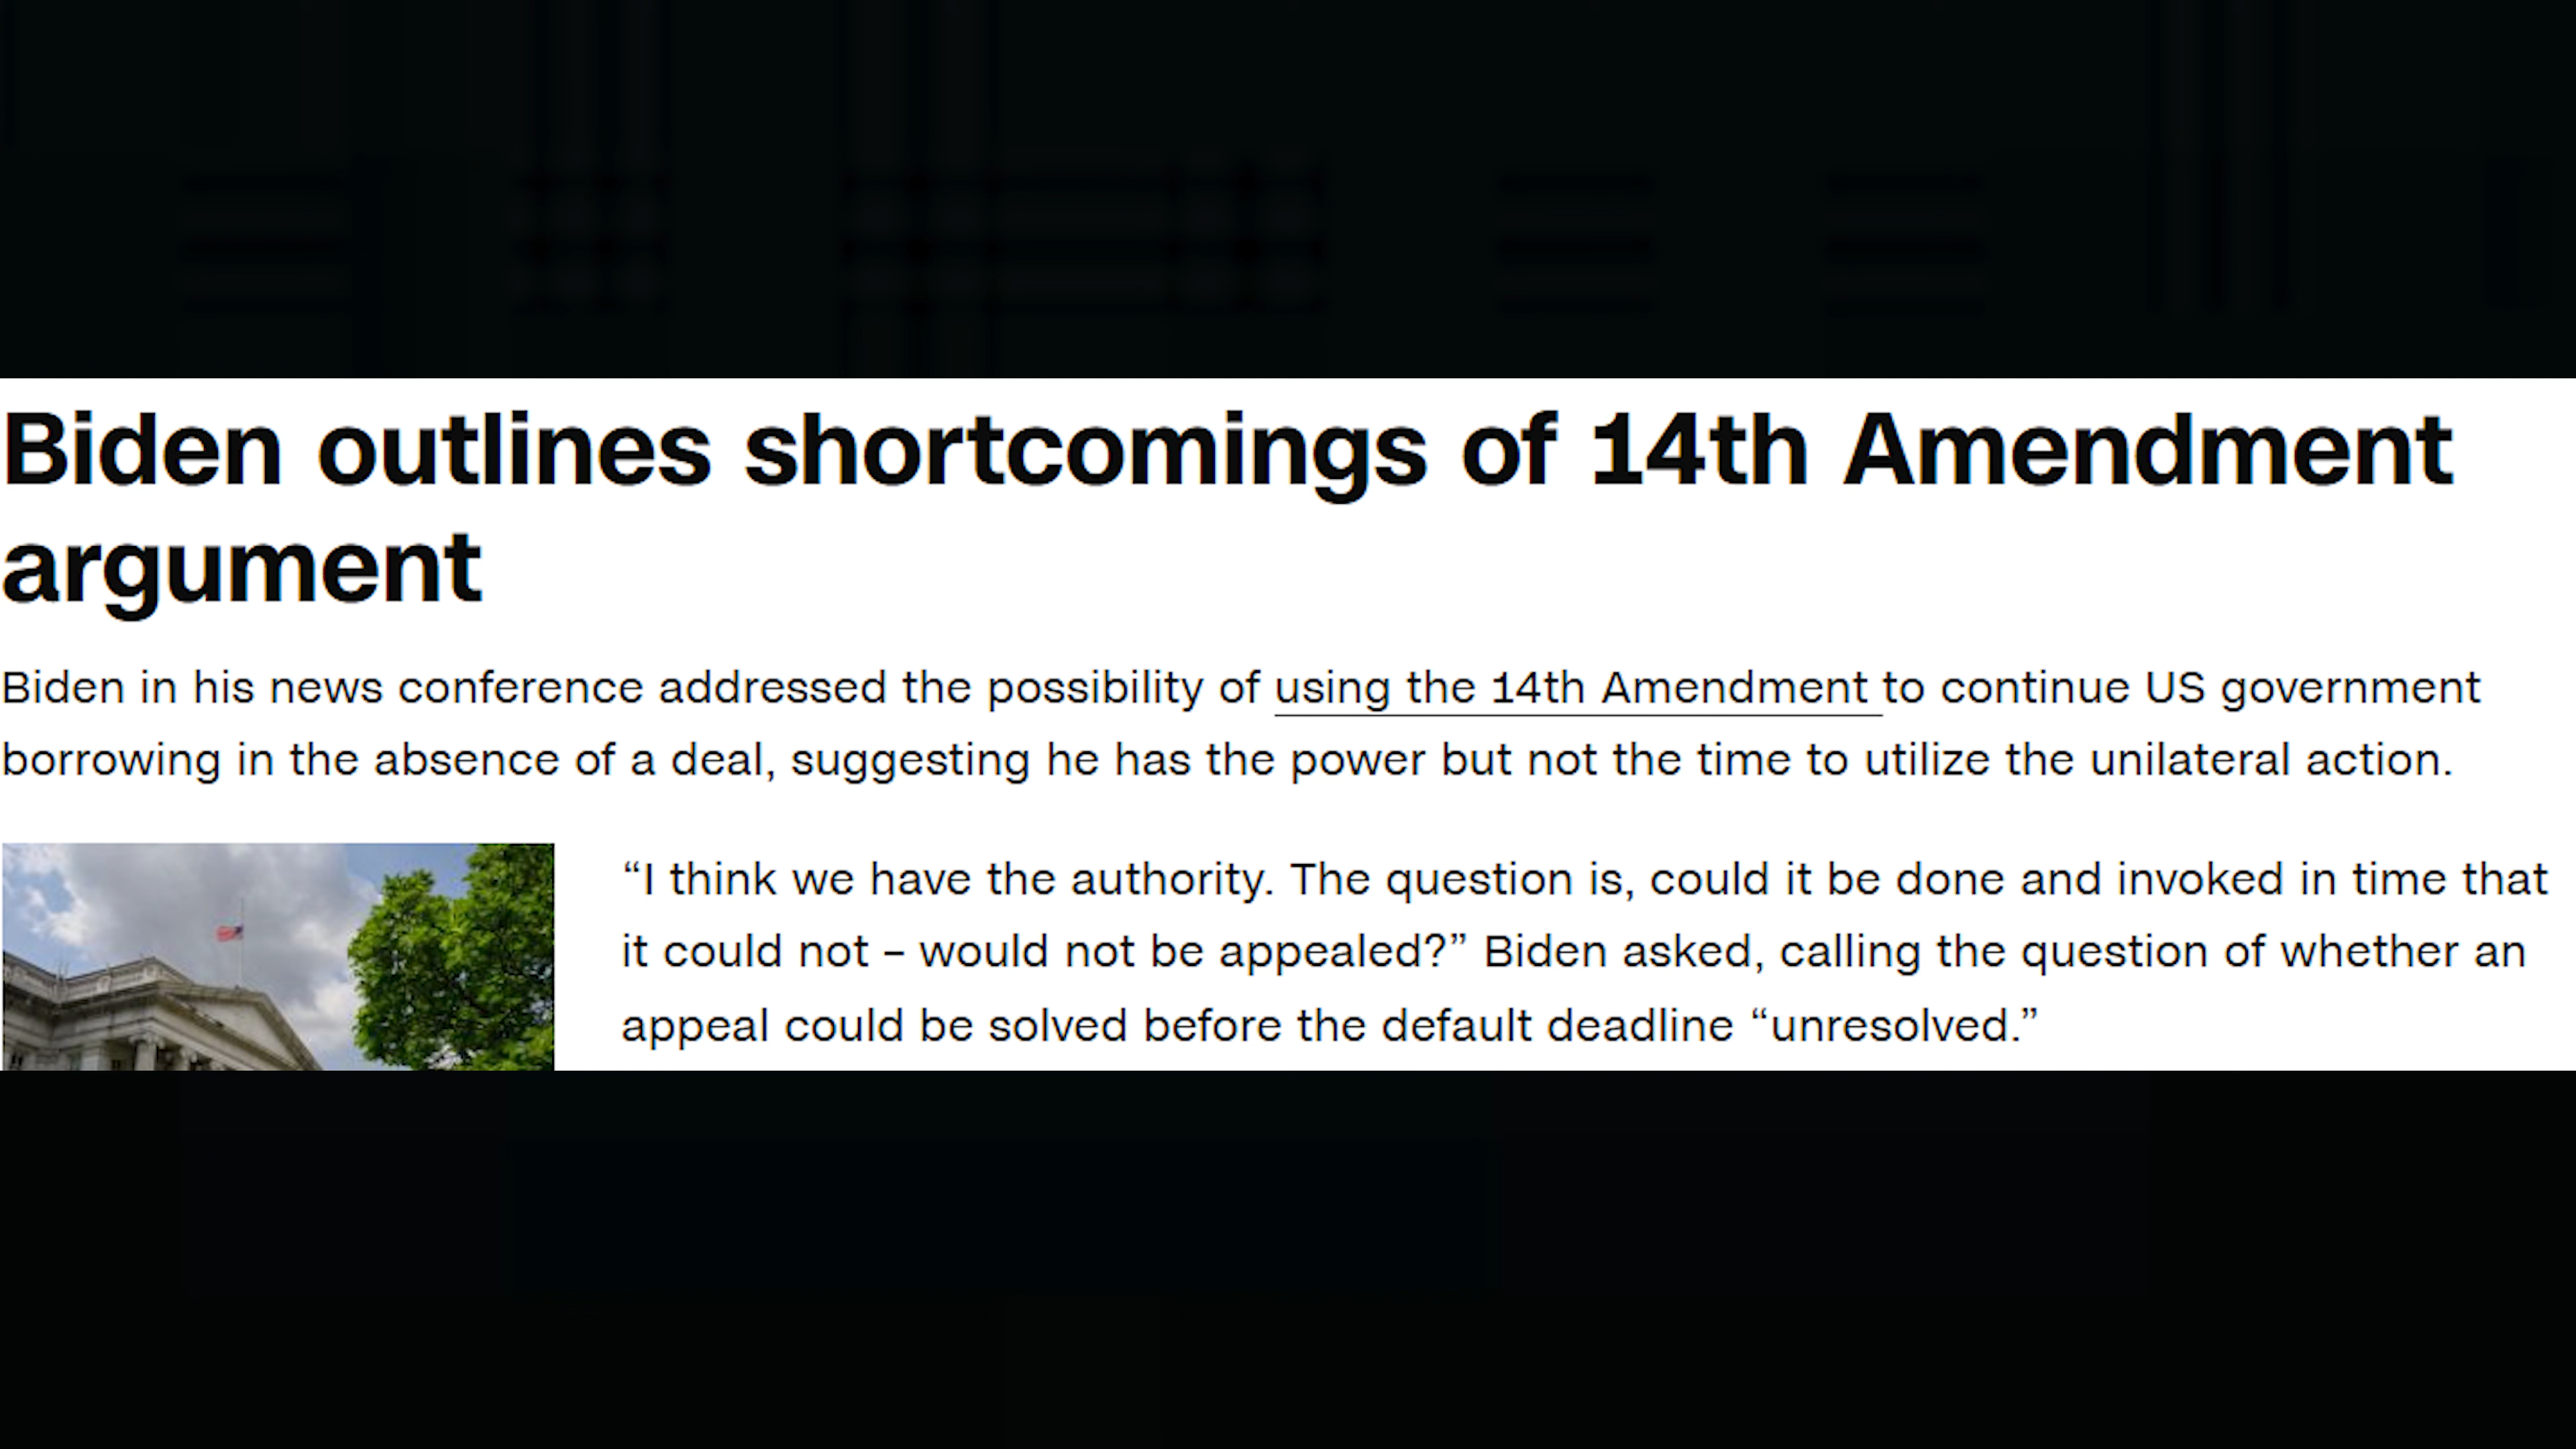 Biden outlines shortcomings of 14th Amendment
argument
Biden in his news conference addressed the possibility of using the 14th Amendment to continue US government
borrowing in the absence of a deal, suggesting he has the power but not the time to utilize the unilateral action.
“I think we have the authority. The question is, could it be done and invoked in time that
it could not – would not be appealed?” Biden asked, calling the question of whether an
appeal could be solved before the default deadline “unresolved.”